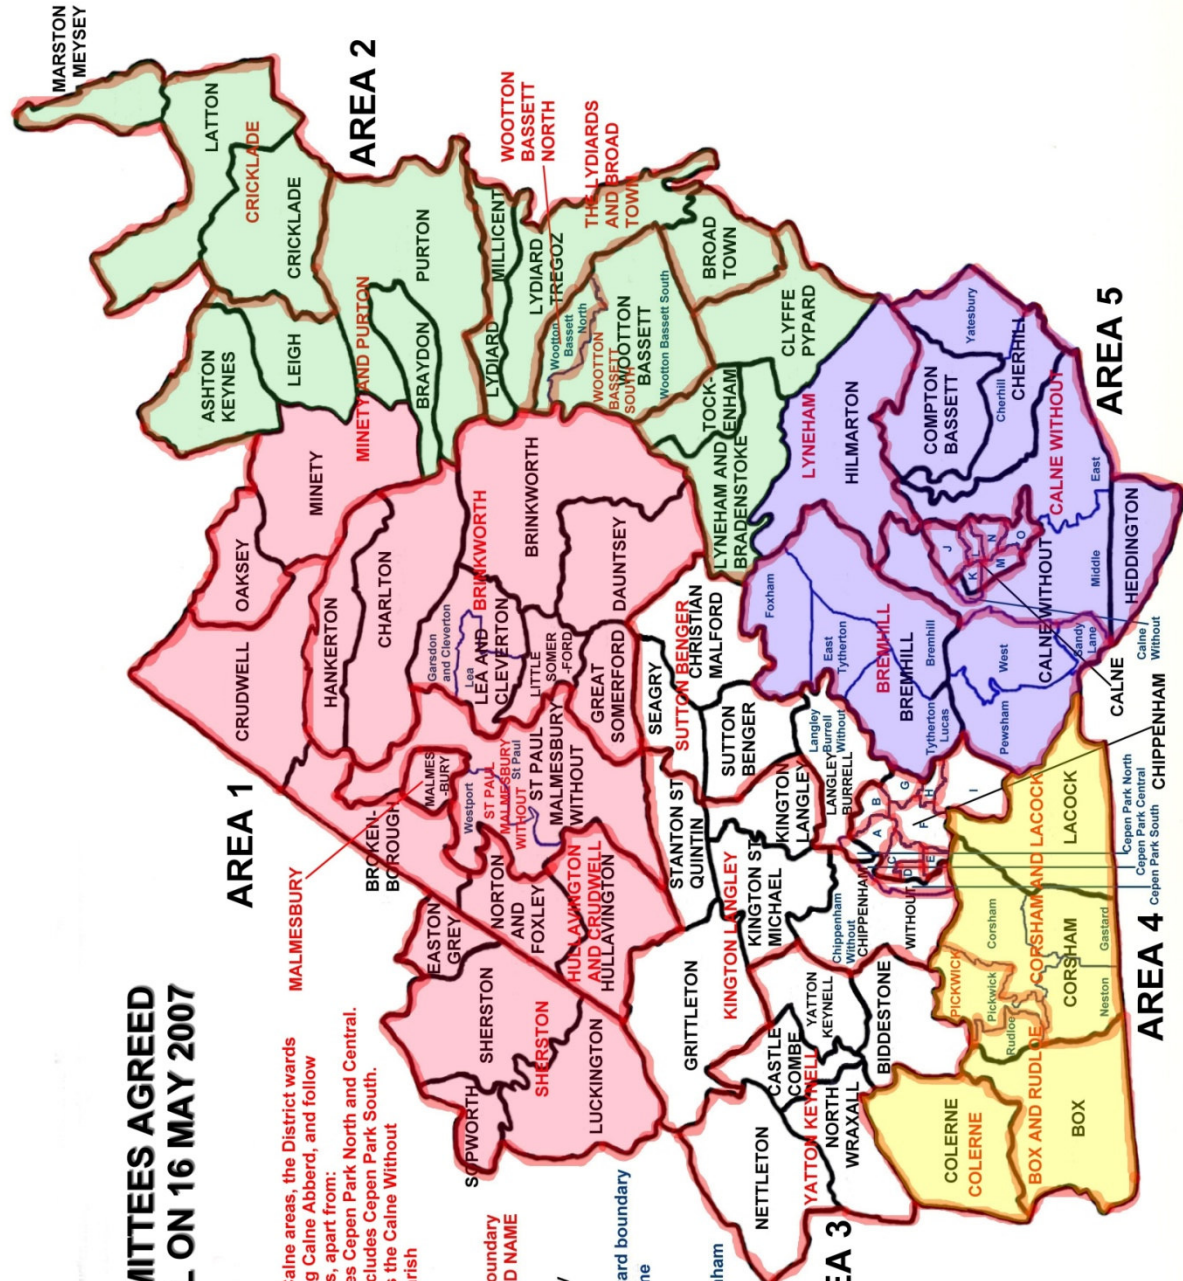 MITTEES AGREED
L ON 16 MAY 2007
Calne areas, the District wards
g Calne Abberd, and follow
s, apart from:
es Cepen Park North and Central.
cludes Cepen Park South.
s the Calne Without
rish
oundary
D NAME
ard boundary
ne
nham
AREA 1
MALMESBURY
AREA 2
MARSTON
MEYSEY
LATTON
CRICKLADE
CRICKLADE
ASHTON
KEYNES
LEIGH
MINETY AND PURTON
PURTON
BRAYDON
LYDIARD
MILLICENT
LYDIARD
TREGOZ
WOOTTON
BASSETT
NORTH
THE LYDIARDS
AND BROAD
TOWN
Wootton
Bassett
North
WOOTTON
BASSETT
SOUTH
WOOTTON
BASSETT
Wootton Bassett South
BROAD
TOWN
CLYFFE
PYPARD
TOCK-
ENHAM
LYNEHAM AND
BRADENSTOKE
OAKSEY
MINETY
CRUDWELL
HANKERTON
CHARLTON
BRINKWORTH
BRINKWORTH
Garsdon
and Cleverton
Lea
LEA AND
CLEVERTON
LITTLE
SOMER
-FORD
DAUNTSEY
GREAT
SOMERFORD
MALMES
-BURY
BROKEN-
BOROUGH
Westport
ST PAUL
MALMESBURY
WITHOUT
St Paul
ST PAUL
MALMESBURY
WITHOUT
EASTON
GREY
NORTON
AND
FOXLEY
HULLAVINGTON
AND CRUDWELL
HULLAVINGTON
SHERSTON
SHERSTON
SOPWORTH
LUCKINGTON
SEAGRY
SUTTON BENGER
CHRISTIAN
MALFORD
SUTTON
BENGER
STANTON ST
QUINTIN
KINGTON
LANGLEY
Langley
Burrell
Without
LANGLEY
BURRELL
GRITTLETON
KINGTON LANGLEY
KINGTON ST
MICHAEL
Chippenham
Without
CHIPPENHAM
WITHOUT
CASTLE
COMBE
YATTON
KEYNELL
YATTON KEYNELL
BIDDESTONE
NETTLETON
NORTH
WRAXALL
EA 3
A
B
C
D
E
F
G
H
I
LYNEHAM
HILMARTON
COMPTON
BASSETT
Yatesbury
Cherhill
CHERHILL
CALNE WITHOUT
AREA 5
Foxham
East
Tytherton
BREMHILL
BREMHILL
Bremhill
Tytherton
Lucas
J
K
L
M
N
O
CALNEWITHOUT
Pewsham
West
Sandy
Lane
Middle
East
HEDDINGTON
Calne
Without
CALNE
CHIPPENHAM
Cepen Park North
Cepen Park Central
Cepen Park South
COLERNE
COLERNE
BOX AND RUDLOE
BOX
PICKWICK
Pickwick
Rudloe
Corsham
CORSHAM AND LACOCK
CORSHAM
Neston
Gastard
LACOCK
AREA 4